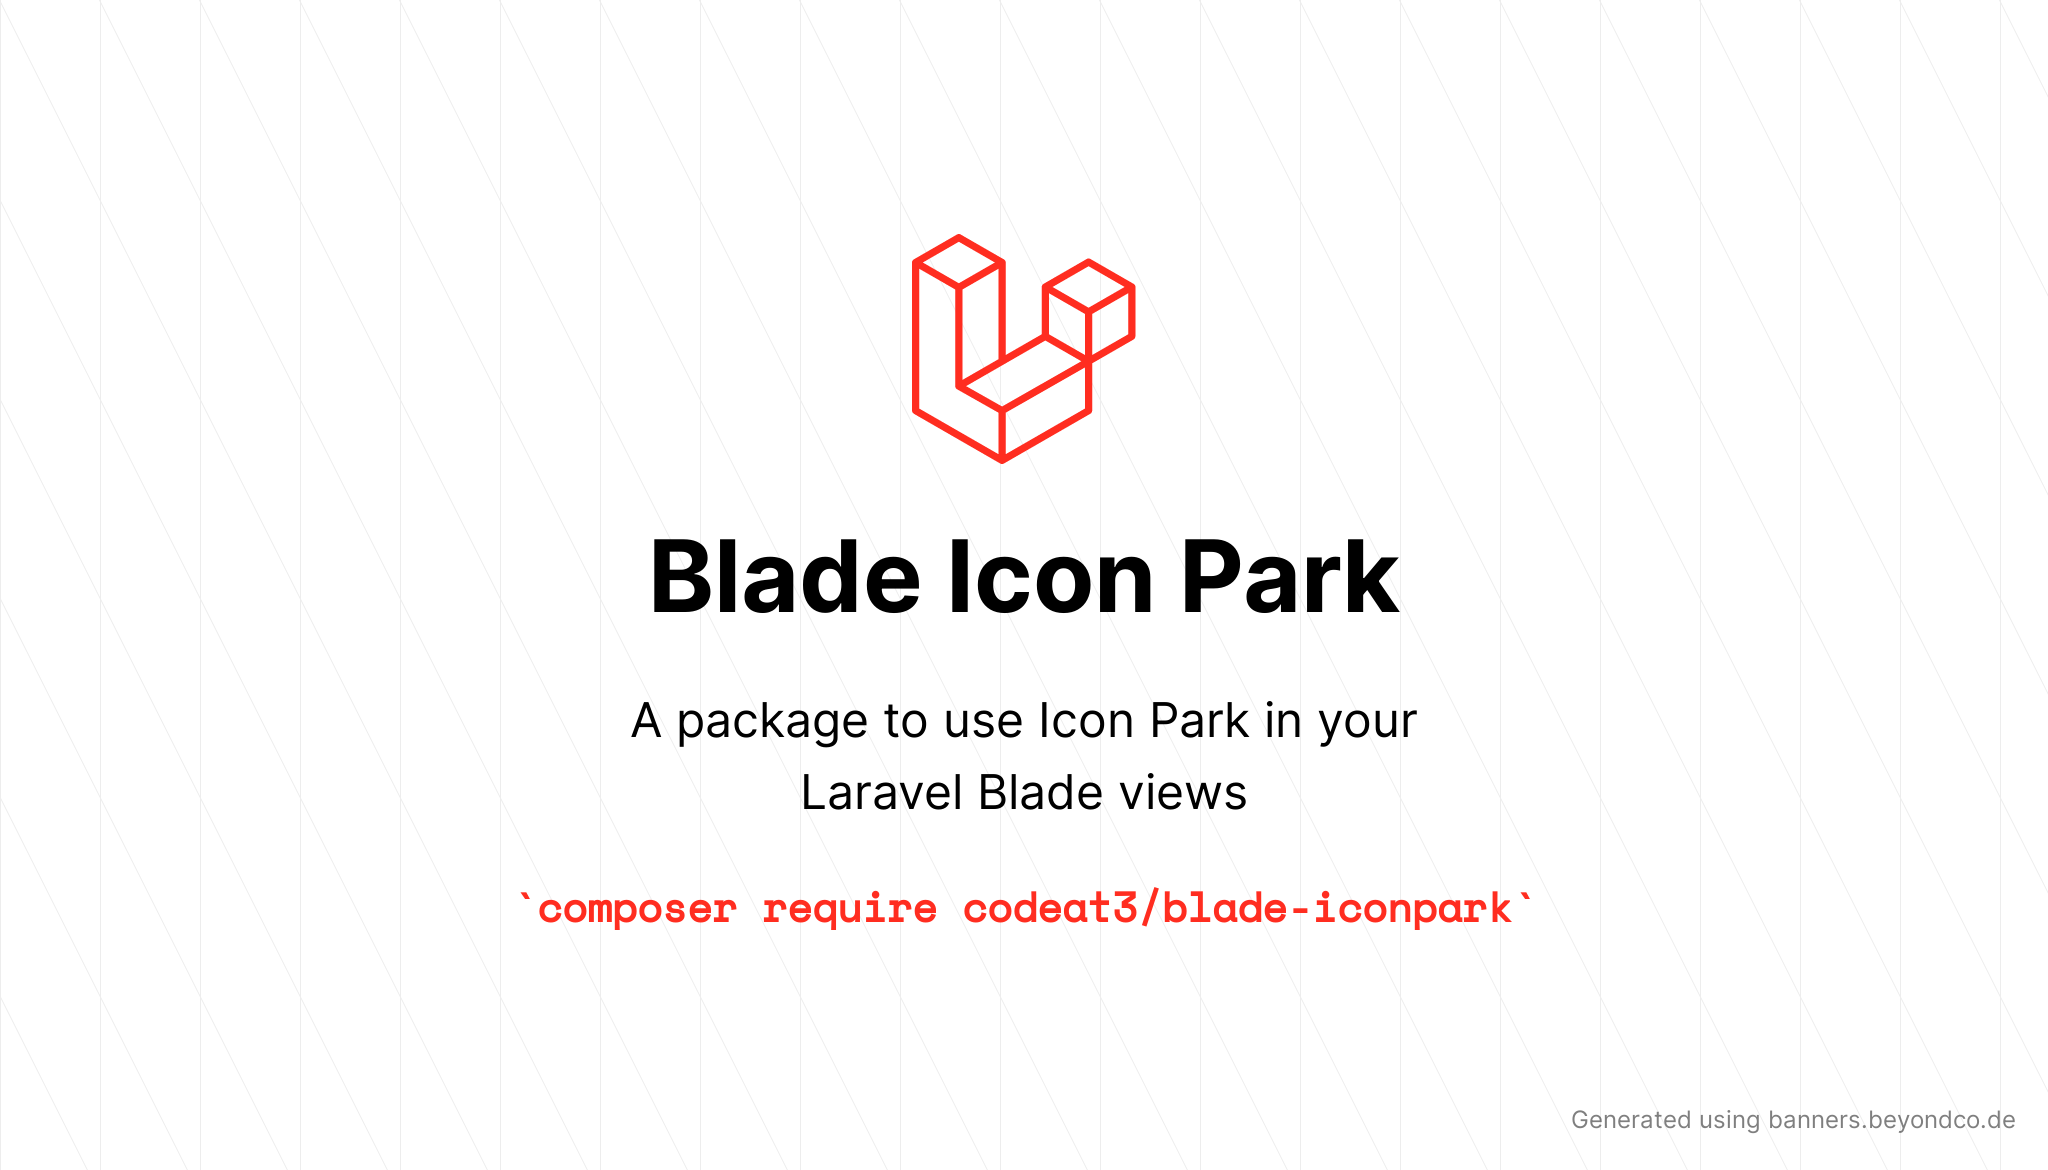 Blade Icon Park
A package to use Icon Park in your
Laravel Blade views
`composer require codeat3/blade-iconpark`
Generated using banners.beyondco.de